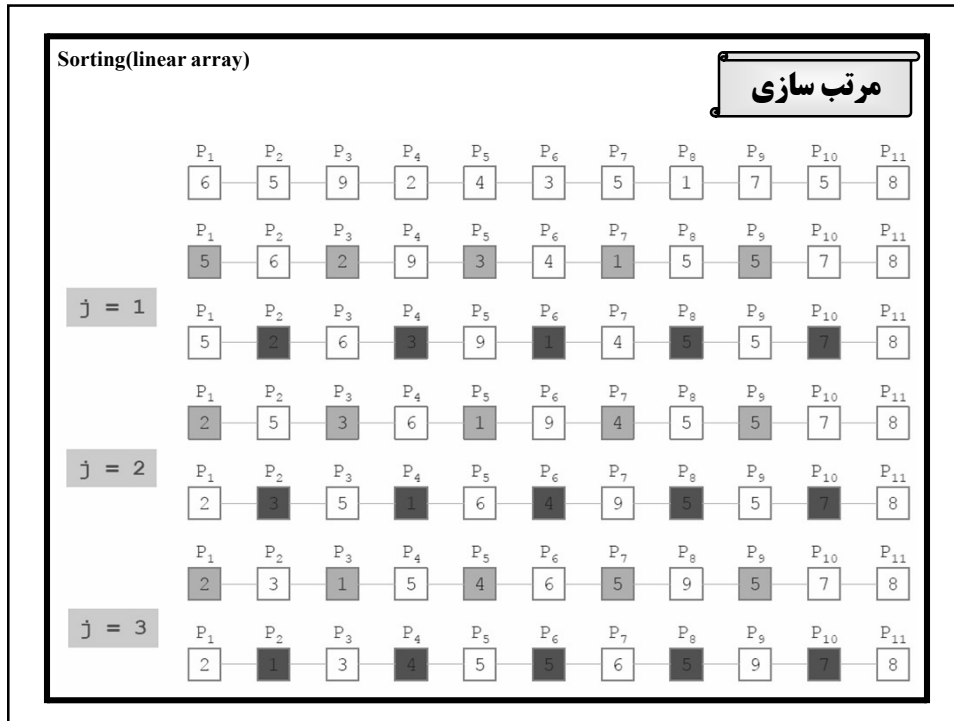 Sorting(linear array)
مرتب سازی
P1 P2 P3 P4 P5 P6 P7 P8 P9 P10 P11
6 5 9 2 4 3 5 1 7 5 8
P1 P2 P3 P4 P5 P6 P7 P8 P9 P10 P11
5 6 2 9 3 4 1 5 5 7 8
j = 1
P1 P2 P3 P4 P5 P6 P7 P8 P9 P10 P11
5 2 6 3 9 1 4 5 5 7 8
P1 P2 P3 P4 P5 P6 P7 P8 P9 P10 P11
2 5 3 6 1 9 4 5 5 7 8
j = 2
P1 P2 P3 P4 P5 P6 P7 P8 P9 P10 P11
2 3 5 1 6 4 9 5 5 7 8
P1 P2 P3 P4 P5 P6 P7 P8 P9 P10 P11
2 3 1 5 4 6 5 9 5 7 8
j = 3
P1 P2 P3 P4 P5 P6 P7 P8 P9 P10 P11
2 1 3 4 5 5 6 5 9 7 8